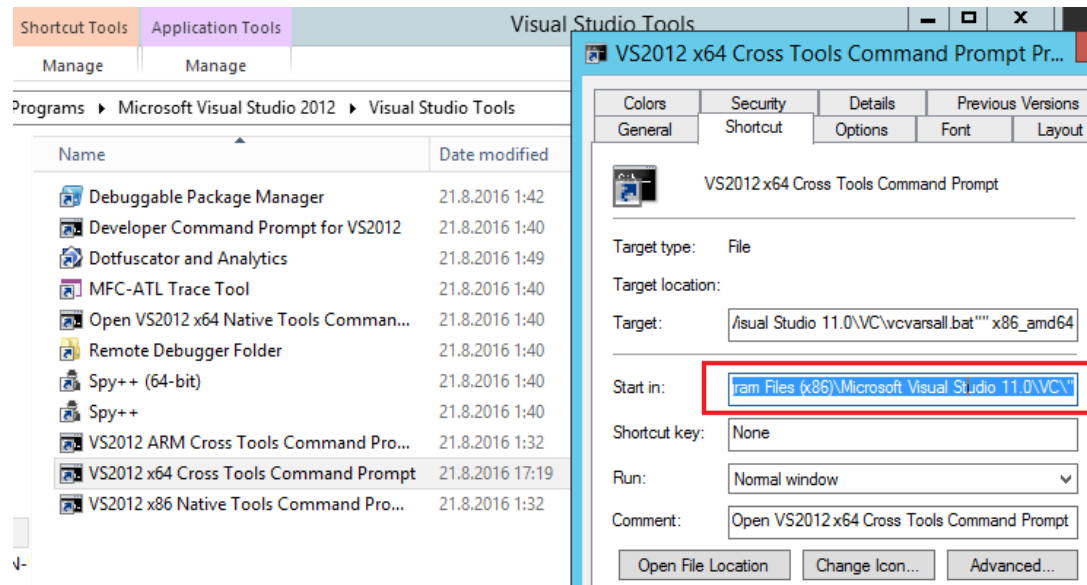 Shortcut Tools Application Tools Visual Studio Tools
Manage Manage
Programs Microsoft Visual Studio 2012 Visual Studio Tools
Name Date modified
Debuggable Package Manager 21.8.2016 1:42
Developer Command Prompt for VS2012 21.8.2016 1:40
Dotfuscator and Analytics 21.8.2016 1:49
MFC-ATL Trace Tool 21.8.2016 1:40
Open VS2012 x64 Native Tools Comman... 21.8.2016 1:40
Remote Debugger Folder 21.8.2016 1:40
Spy++ (64-bit) 21.8.2016 1:40
Spy++ 21.8.2016 1:40
VS2012 ARM Cross Tools Command Pro... 21.8.2016 1:32
VS2012 x64 Cross Tools Command Prompt 21.8.2016 17:19
VS2012 x86 Native Tools Command Pro... 21.8.2016 1:32
VS2012 x64 Cross Tools Command Prompt Pr...
Colors Security Details Previous Versions
General Shortcut Options Font Layout
VS2012 x64 Cross Tools Command Prompt
Target type: File
Target location:
Target: /isual Studio 11.0\VC\vcvarsall.bat"" x86_amd64
Start in: ram Files (x86)\Microsoft Visual Studio 11.0\VC\"
Shortcut key: None
Run: Normal window
Comment: Open VS2012 x64 Cross Tools Command Prompt
Open File Location Change Icon... Advanced...